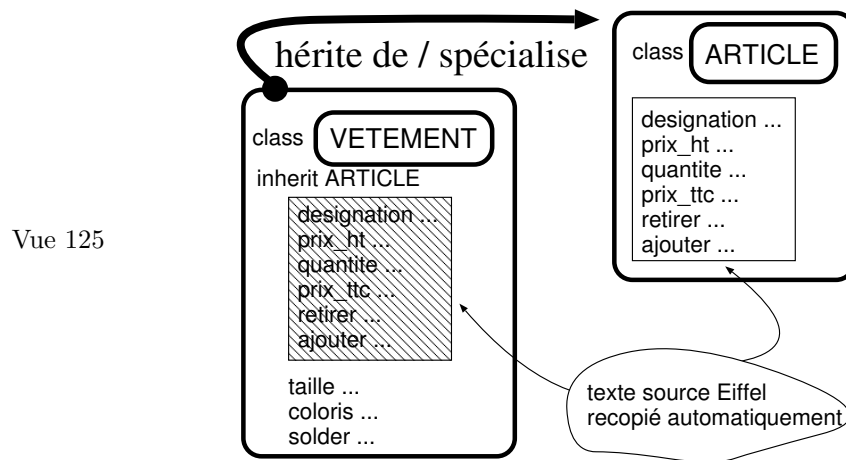 hérite de / spécialise
class ARTICLE
designation ...
prix_ht ...
quantite ...
prix_ttc ...
retirer ...
ajouter ...
class VETEMENT
inherit ARTICLE
designation ...
prix_ht ...
quantite ...
prix_ttc ...
retirer ...
ajouter ...
taille ...
coloris ...
solder ...
Vue 125
texte source Eiffel
recopié automatiquement